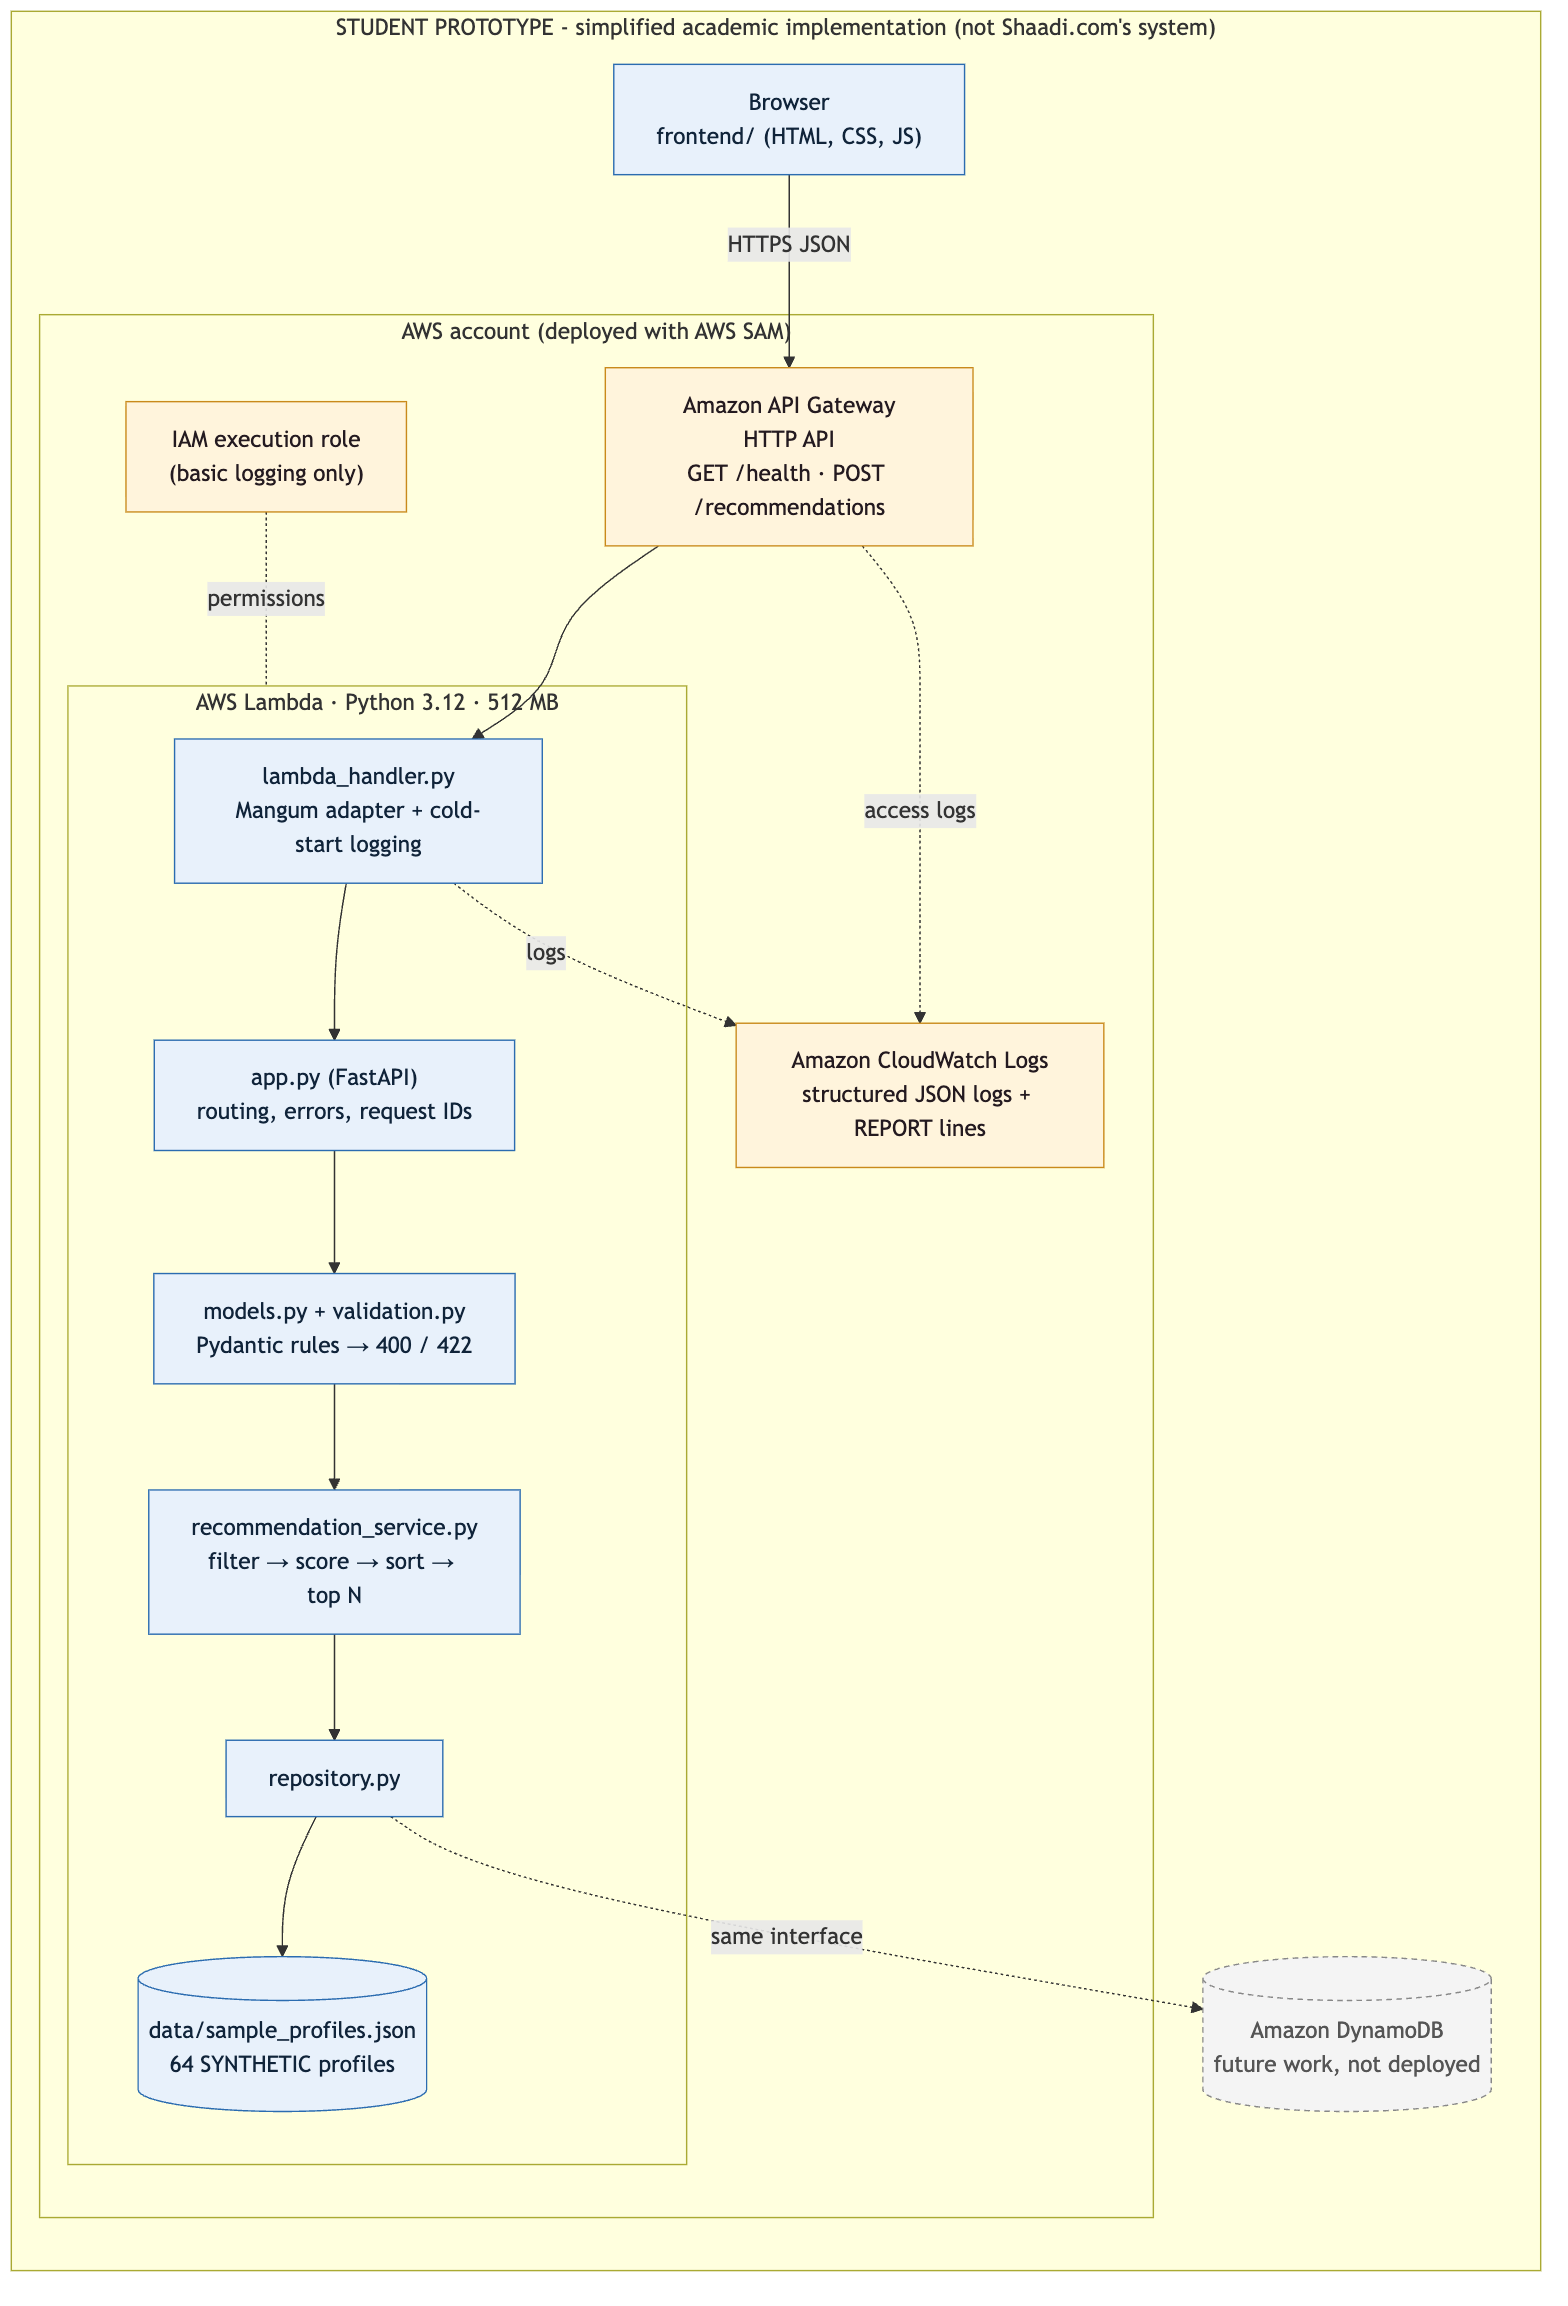 STUDENT PROTOTYPE - simplified academic implementation (not Shaadi.com's system)
Browser
frontend/ (HTML, CSS, JS)
HTTPS JSON
AWS account (deployed with AWS SAM)
Amazon API Gateway
HTTP API
GET /health · POST
/recommendations
IAM execution role
(basic logging only)
permissions
AWS Lambda · Python 3.12 · 512 MB
lambda_handler.py
Mangum adapter + cold-
start logging
access logs
logs
Amazon CloudWatch Logs
structured JSON logs +
REPORT lines
app.py (FastAPI)
routing, errors, request IDs
models.py + validation.py
Pydantic rules → 400 / 422
recommendation_service.py
filter → score → sort →
top N
repository.py
same interface
data/sample_profiles.json
64 SYNTHETIC profiles
Amazon DynamoDB
future work, not deployed